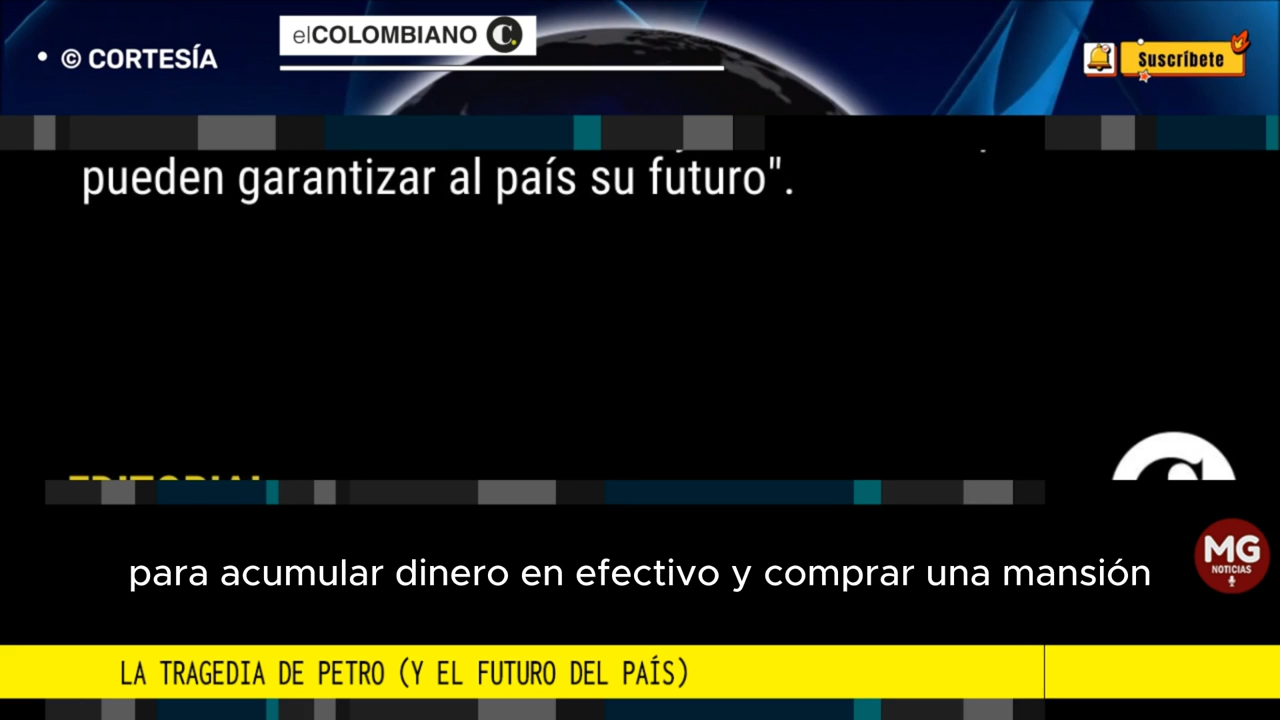 elCOLOMBIANO C.
• © CORTESÍA
Suscríbete
pueden garantizar al país su futuro".
EDITORIAL
para acumular dinero en efectivo y comprar una mansión
MG
NOTICIAS
LA TRAGEDIA DE PETRO (Y EL FUTURO DEL PAÍS)